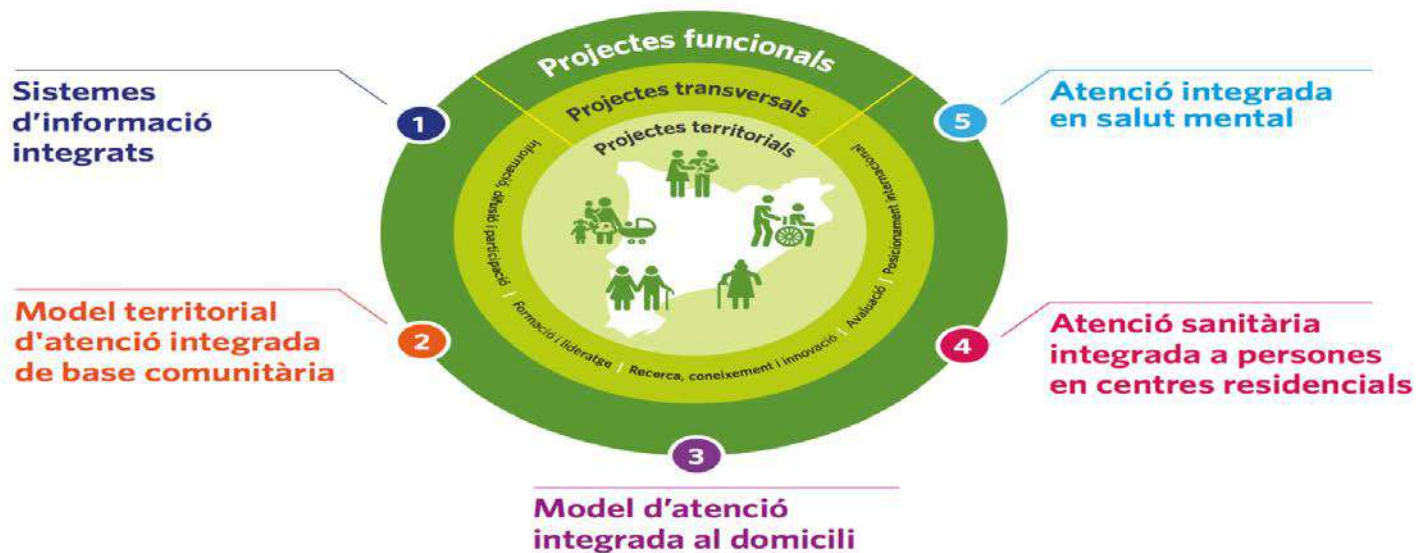 Projectes funcionals
Projectes transversals
Projectes territorials
Informació, difusió i participació | Formació i lideratge | Recerca, coneixement i innovació | Avaluació | Posicionament internacional
1
Sistemes
d’informació
integrats
2
Model territorial
d'atenció integrada
de base comunitària
3
Model d’atenció
integrada al domicili
4
Atenció sanitària
integrada a persones
en centres residencials
5
Atenció integrada
en salut mental